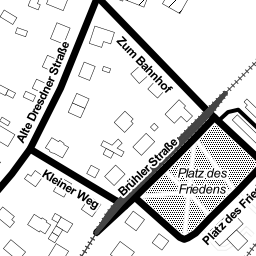 Zum Bahnhof
Alte Dresdner Straße
Brühler Straße
Kleiner Weg
Platz des
Friedens
Platz des Frie